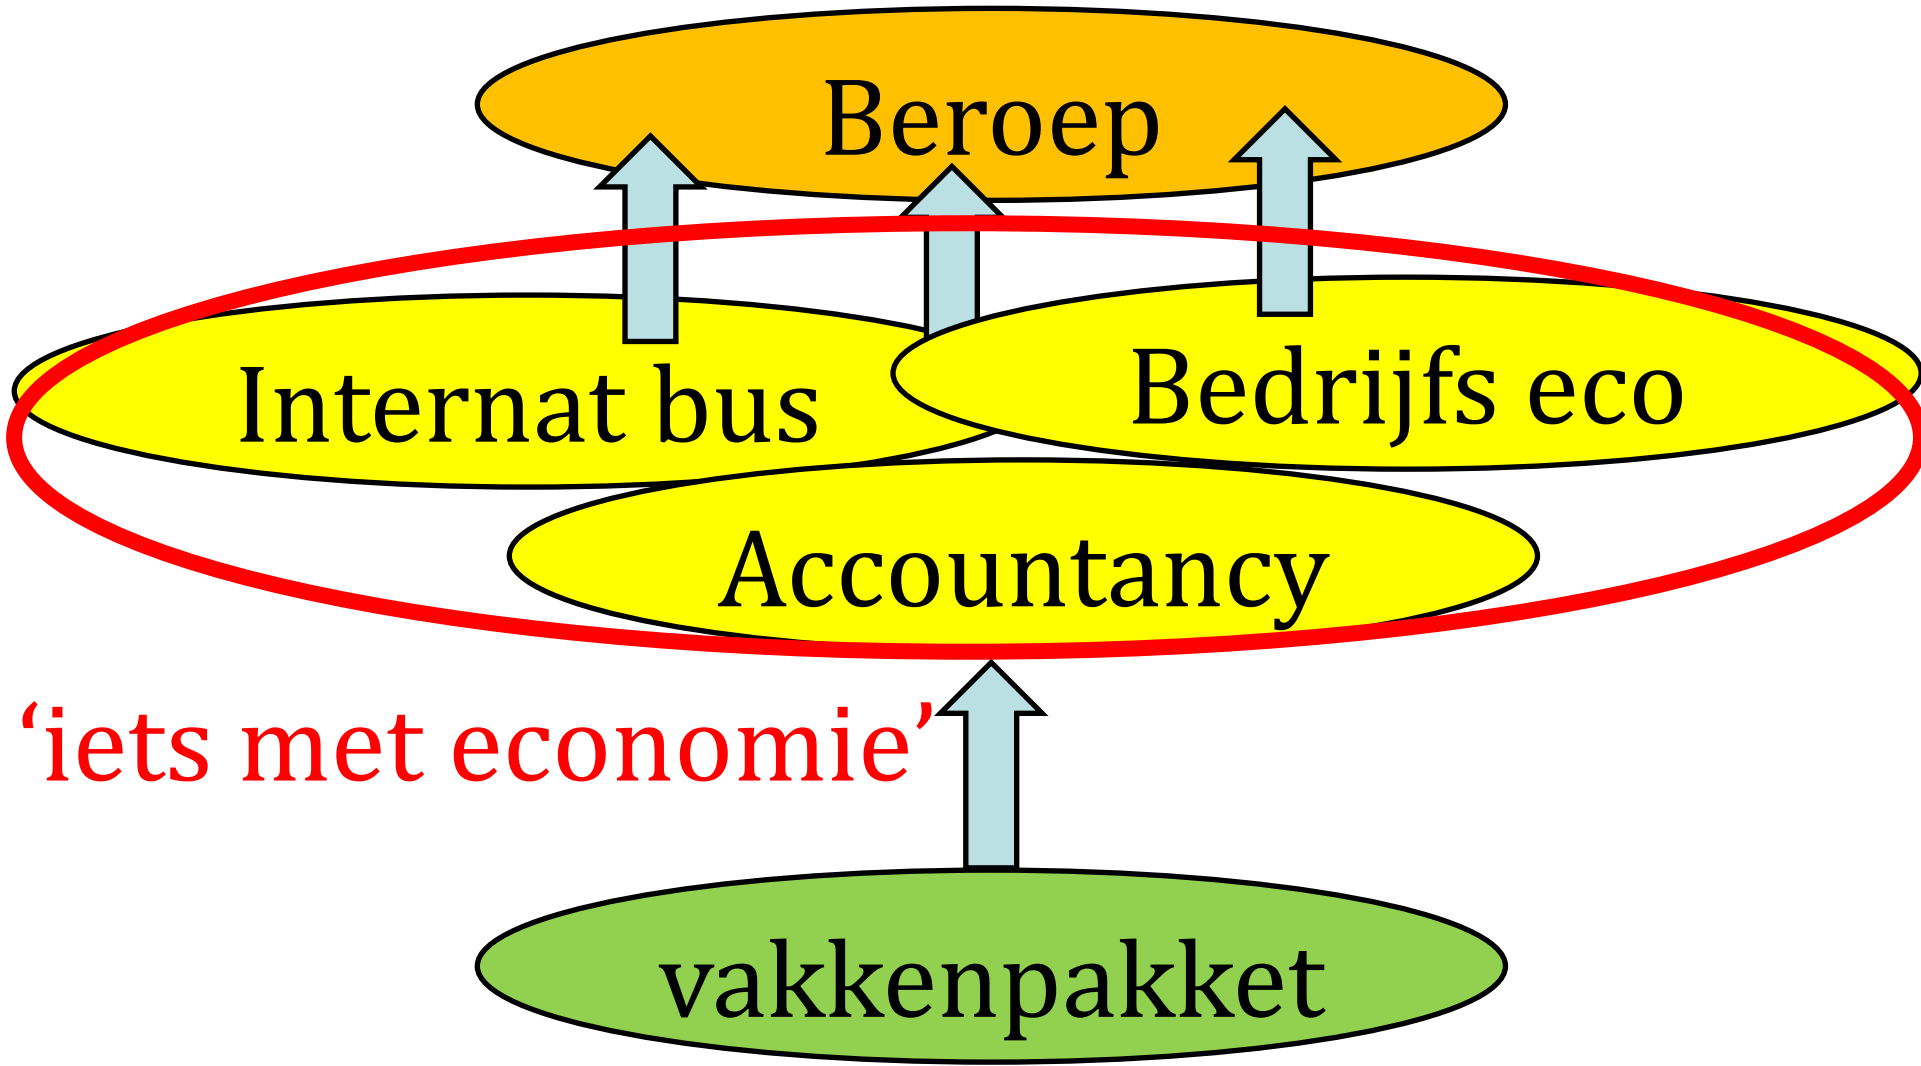 Beroep
Internat bus
Bedrijfs eco
Accountancy
‘iets met economie’
vakkenpakket